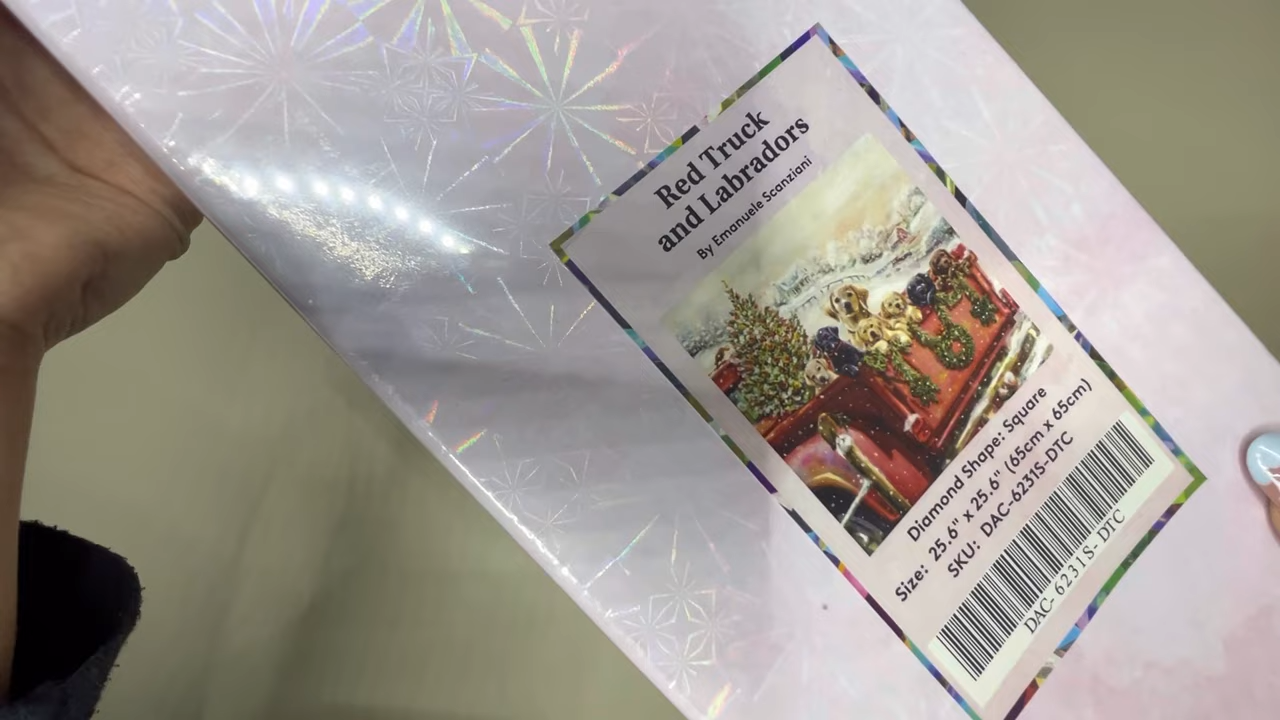 Red Truck
and Labradors
By Emanuele Scanziani
Diamond Shape: Square
Size: 25.6" x 25.6" (65cm x 65cm)
SKU: DAC-6231S-DTC
DAC- 6231S- DTC